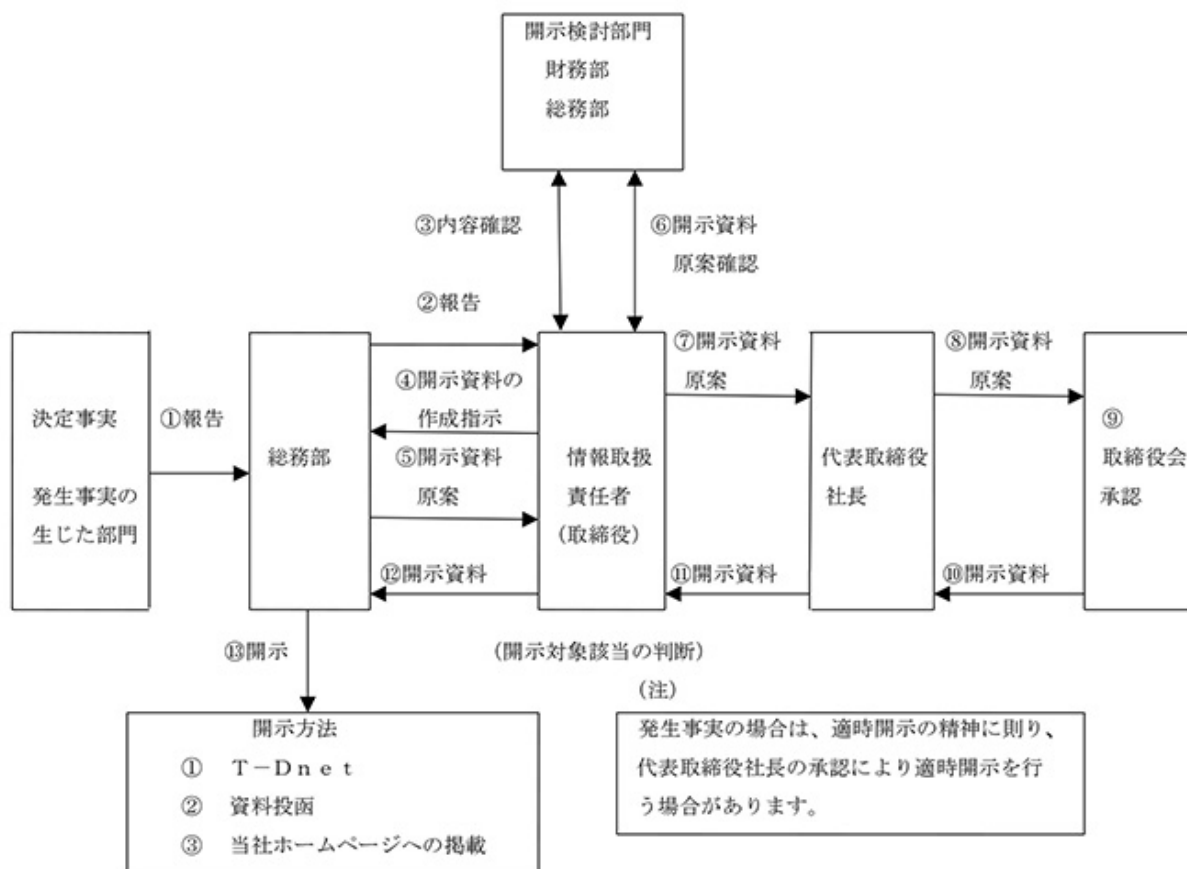 開示検討部門
財務部
総務部
③内容確認
⑥開示資料
原案確認
②報告
⑦開示資料
原案
⑧開示資料
原案
④開示資料の
作成指示
決定事実
発生事実の
生じた部門
①報告
総務部
⑤開示資料
原案
情報取扱
責任者
(取締役)
代表取締役
社長
⑨
取締役会
承認
⑫開示資料
⑪開示資料
⑩開示資料
⑬開示
(開示対象該当の判断)
(注)
開示方法
① T－Dnet
② 資料投函
③ 当社ホームページへの掲載
発生事実の場合は、適時開示の精神に則り、
代表取締役社長の承認により適時開示を行
う場合があります。